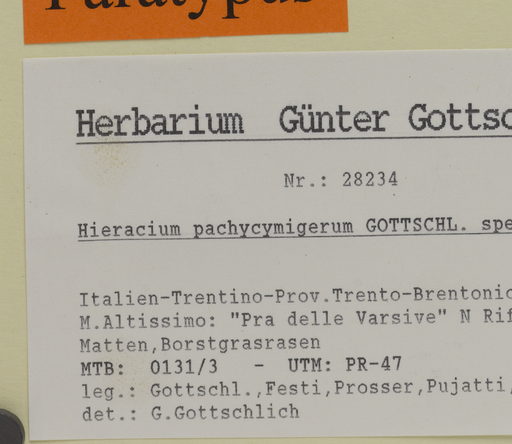 Paratypus
Herbarium Günter Gottsc
Nr.: 28234
Hieracium pachycymigerum GOTTSCHL. spe
Italien-Trentino-Prov.Trento-Brentonic
M.Altissimo: "Pra delle Varsive" N Rif
Matten,Borstgrasrasen
MTB: 0131/3 - UTM: PR-47
leg.: Gottschl.,Festi,Prosser,Pujatti,
det.: G.Gottschlich